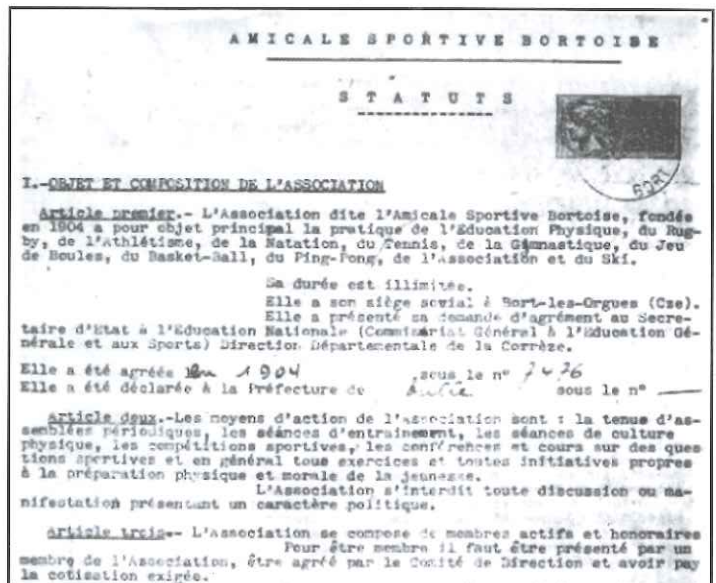 AMICALE SPORTIVE BORTOISE
STATUTS
BORT
I.-OBJET ET COMPOSITION DE L'ASSOCIATION
Article premier.- L'Association dite l'Amicale Sportive Bortoise, fondée
en 1904 a pour objet principal la pratique de l'Education Physique, du Rug-
by, de l'Athlétisme, de la Natation, du Tennis, de la Gymnastique, du Jeu
de Boules, du Basket-Ball, du Ping-Pong, de l'Association et du Ski.
Sa durée est illimitée.
Elle a son siège sovial à Bort-les-Orgues (Cze).
Elle a présenté sa demande d'agrément au Secre-
taire d'Etat à l'Education Nationale (Commissariat Général à l'Education Gé-
nérale et aux Sports) Direction Départementale de la Corrèze.
Elle a été agréée en 1904 ,sous le n° 7476
Elle a été déclarée à la Préfecture de sous le n°
Article deux.-Les moyens d'action de l'association sont : la tenue d'as-
semblées périodiques, les séances d'entrainement, les séances de culture
physique, les compétitions sportives, les conférences et cours sur des ques
tions sportives et en général tous exercices et toutes initiatives propres
à la préparation physique et morale de la jeunesse.
L'Association s'interdit toute discussion ou ma-
nifestation présentant un caractère politique.
Article trois.- L'Association se compose de membres actifs et honoraires
Pour être membre il faut être présenté par un
membre de l'Association, être agréé par le Comité de Direction et avoir pay
la cotisation exigée.